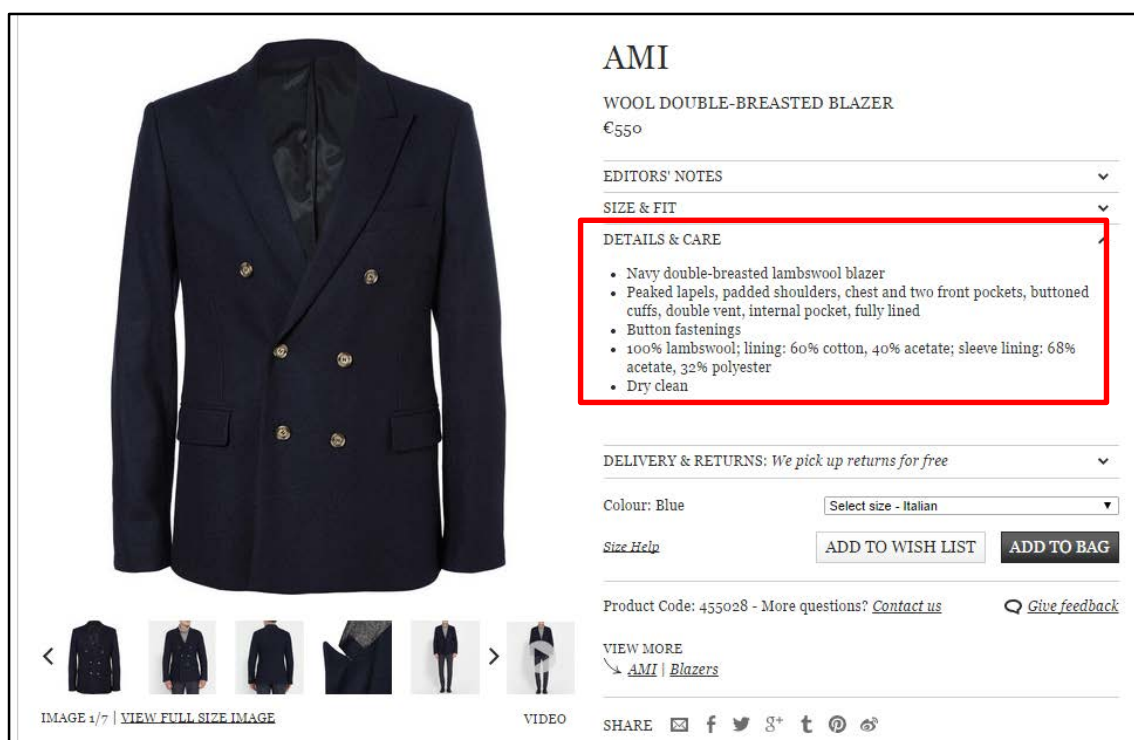 AMI
WOOL DOUBLE-BREASTED BLAZER
€550
EDITORS' NOTES
SIZE & FIT
DETAILS & CARE
• Navy double-breasted lambswool blazer
• Peaked lapels, padded shoulders, chest and two front pockets, buttoned
cuffs, double vent, internal pocket, fully lined
• Button fastenings
• 100% lambswool; lining: 60% cotton, 40% acetate; sleeve lining: 68%
acetate, 32% polyester
• Dry clean
DELIVERY & RETURNS: We pick up returns for free
Colour: Blue
Select size - Italian
Size Help
ADD TO WISH LIST
ADD TO BAG
Product Code: 455028 - More questions? Contact us
Give feedback
VIEW MORE
AMI | Blazers
IMAGE 1/7 | VIEW FULL SIZE IMAGE
VIDEO
SHARE